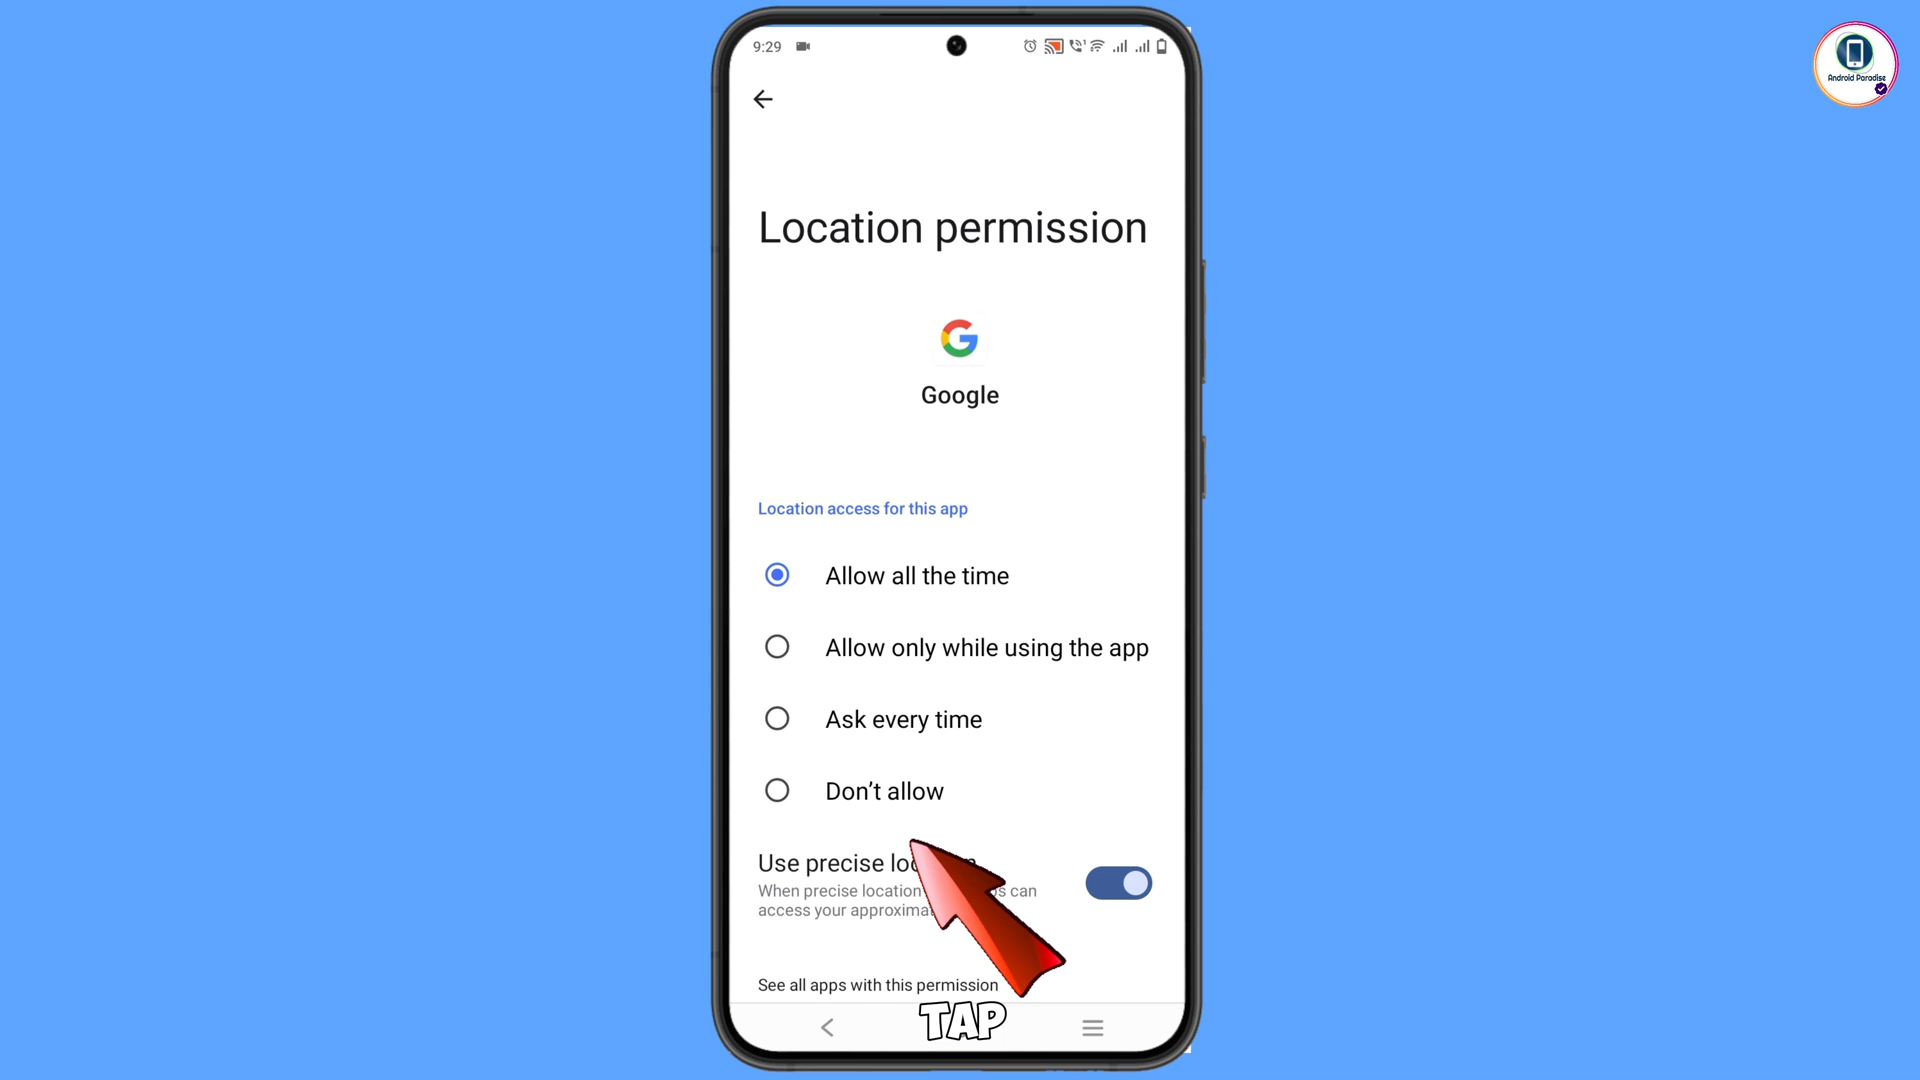 9:29
Android Paradise
Location permission
Google
Location access for this app
Allow all the time
Allow only while using the app
Ask every time
Don’t allow
Use precise
When precise location can
access your
See all apps with this permission
TAP